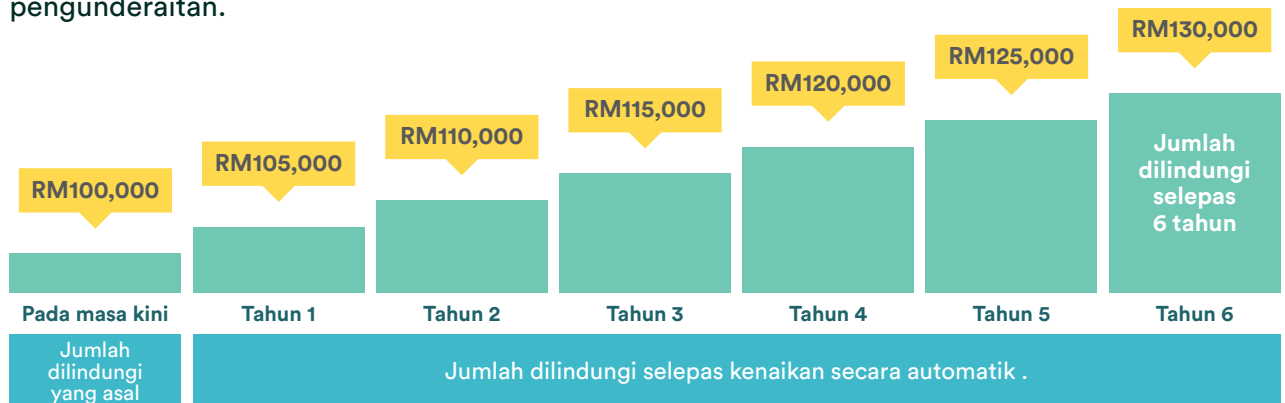 pengunderaitan.
RM130,000
RM125,000
RM120,000
RM115,000
RM110,000
RM105,000
RM100,000
Jumlah
dilindungi
selepas
6 tahun
Pada masa kini
Tahun 1
Tahun 2
Tahun 3
Tahun 4
Tahun 5
Tahun 6
Jumlah
dilindungi
yang asal
Jumlah dilindungi selepas kenaikan secara automatik .